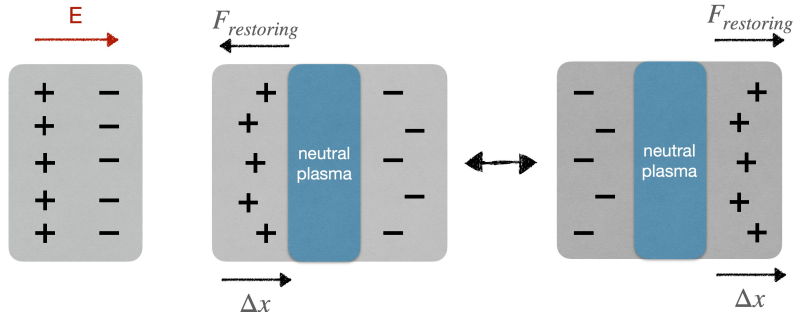 E
F_restoring
F_restoring
+ − + − + −
+ − + − + −
+ − neutral plasma + − neutral plasma + −
+ − + − + −
+ − + − + −
Δx
Δx